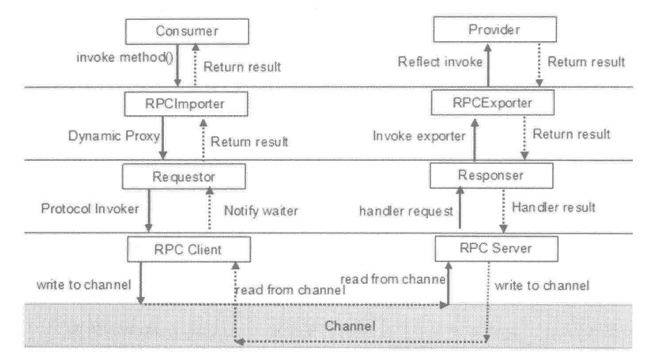 Consumer
Provider
invoke method()
Return result
Reflect invoke
Return result
RPCImporter
RPCExporter
Dynamic Proxy
Return result
Invoke exporter
Return result
Requestor
Responser
Protocol Invoker
Notify waiter
handler request
Handler result
RPC Client
RPC Server
write to channel
read from channel
read from channel
write to channel
Channel